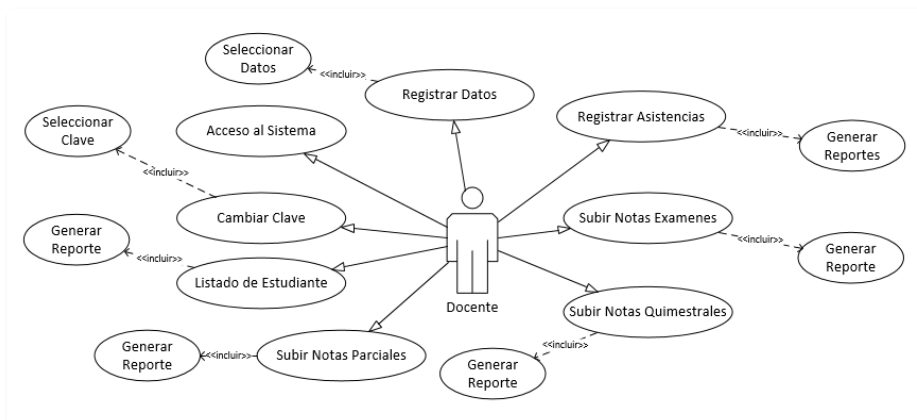 Seleccionar
Datos
<<incluir>>
Registrar Datos
Seleccionar
Clave
Acceso al Sistema
Registrar Asistencias
<<incluir>>
Generar
Reportes
<<incluir>>
Cambiar Clave
Subir Notas Examenes
Generar
Reporte
<<incluir>>
<<incluir>>
Generar
Reporte
Listado de Estudiante
Docente
Subir Notas Quimestrales
Generar
Reporte
<<incluir>>
Subir Notas Parciales
<<incluir>>
Generar
Reporte